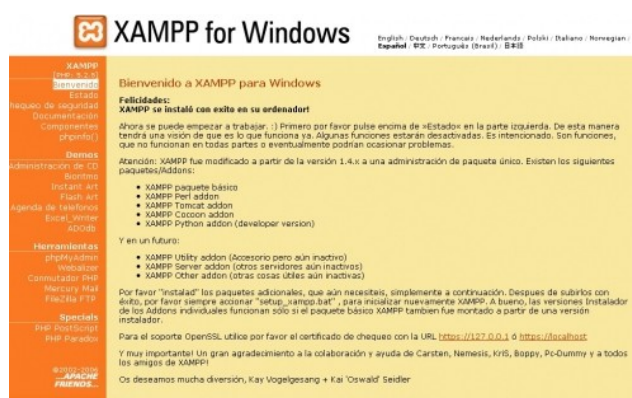 XAMPP for Windows
English / Deutsch / Francais / Nederlands / Polski / Italiano / Norwegian /
Español / 中文 / Português (Brasil) / 日本語
XAMPP
[PHP: 5.2.5]
Bienvenido
Estado
hequeo de seguridad
Documentación
Componentes
phpinfo()
Demos
Administración de CD
Bioritmo
Instant Art
Flash Art
Agenda de telefonos
Excel_Writer
ADOdb
Herramientas
phpMyAdmin
Webalizer
Conmutador PHP
Mercury Mail
FileZilla FTP
Specials
PHP PostScript
PHP Paradox
©2002-2006
...APACHE
FRIENDS...
Bienvenido a XAMPP para Windows
Felicidades:
XAMPP se instaló con exito en su ordenador!
Ahora se puede empezar a trabajar. :) Primero por favor pulse encima de »Estado« en la parte izquierda. De esta manera
tendrá una visión de que es lo que funciona ya. Algunas funciones estarán desactivadas. Es intencionado. Son funciones,
que no funcionan en todas partes o eventualmente podrían ocasionar problemas.
Atención: XAMPP fue modificado a partir de la versión 1.4.x a una administración de paquete único. Existen los siguientes
paquetes/Addons:
• XAMPP paquete básico
• XAMPP Perl addon
• XAMPP Tomcat addon
• XAMPP Cocoon addon
• XAMPP Python addon (developer version)
Y en un futuro:
• XAMPP Utility addon (Accesorio pero aún inactivo)
• XAMPP Server addon (otros servidores aún inactivos)
• XAMPP Other addon (otras cosas útiles aún inactivas)
Por favor "instalad" los paquetes adicionales, que aún necesiteis, simplemente a continuación. Despues de subirlos con
éxito, por favor siempre accionar "setup_xampp.bat" , para inicializar nuevamente XAMPP. A bueno, las versiones Instalador
de los Addons individuales funcionan sólo si el paquete básico XAMPP tambien fue montado a partir de una versión
instalador.
Para el soporte OpenSSL utilice por favor el certificado de chequeo con la URL https://127.0.0.1 ó https://localhost
Y muy importante! Un gran agradecimiento a la colaboración y ayuda de Carsten, Nemesis, KriS, Boppy, Pc-Dummy y a todos
los amigos de XAMPP!
Os deseamos mucha diversión, Kay Vogelgesang + Kai 'Oswald' Seidler